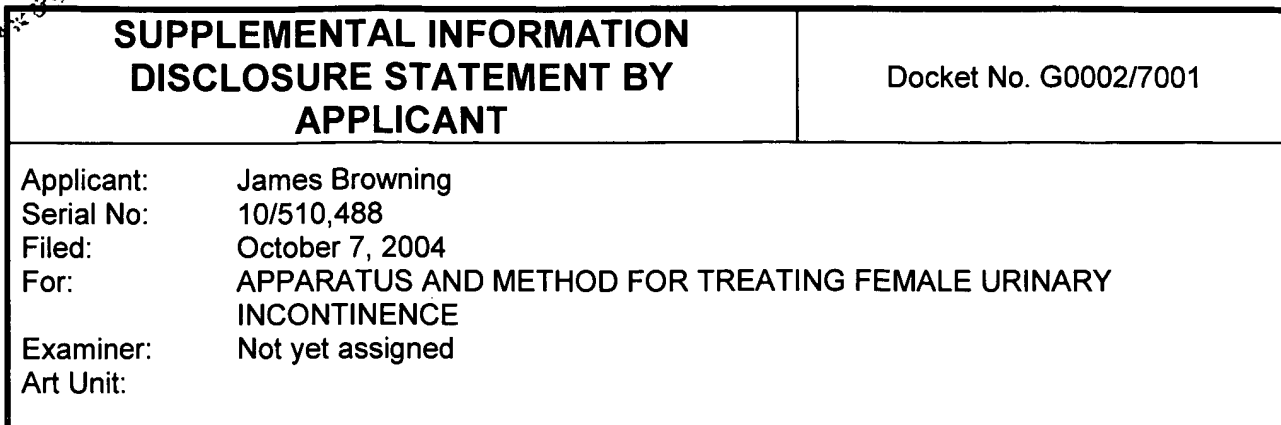 SUPPLEMENTAL INFORMATION
DISCLOSURE STATEMENT BY
APPLICANT
Docket No. G0002/7001
Applicant: James Browning
Serial No: 10/510,488
Filed: October 7, 2004
For: APPARATUS AND METHOD FOR TREATING FEMALE URINARY
INCONTINENCE
Examiner: Not yet assigned
Art Unit: